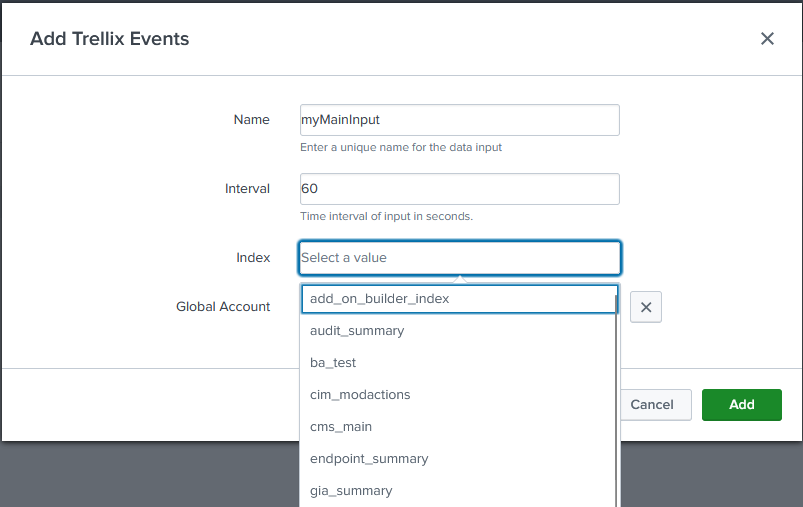 Add Trellix Events
Name
myMainInput
Enter a unique name for the data input
Interval
60
Time interval of input in seconds.
Index
Select a value
Global Account
add_on_builder_index
audit_summary
ba_test
cim_modactions
cms_main
endpoint_summary
gia_summary
Cancel
Add